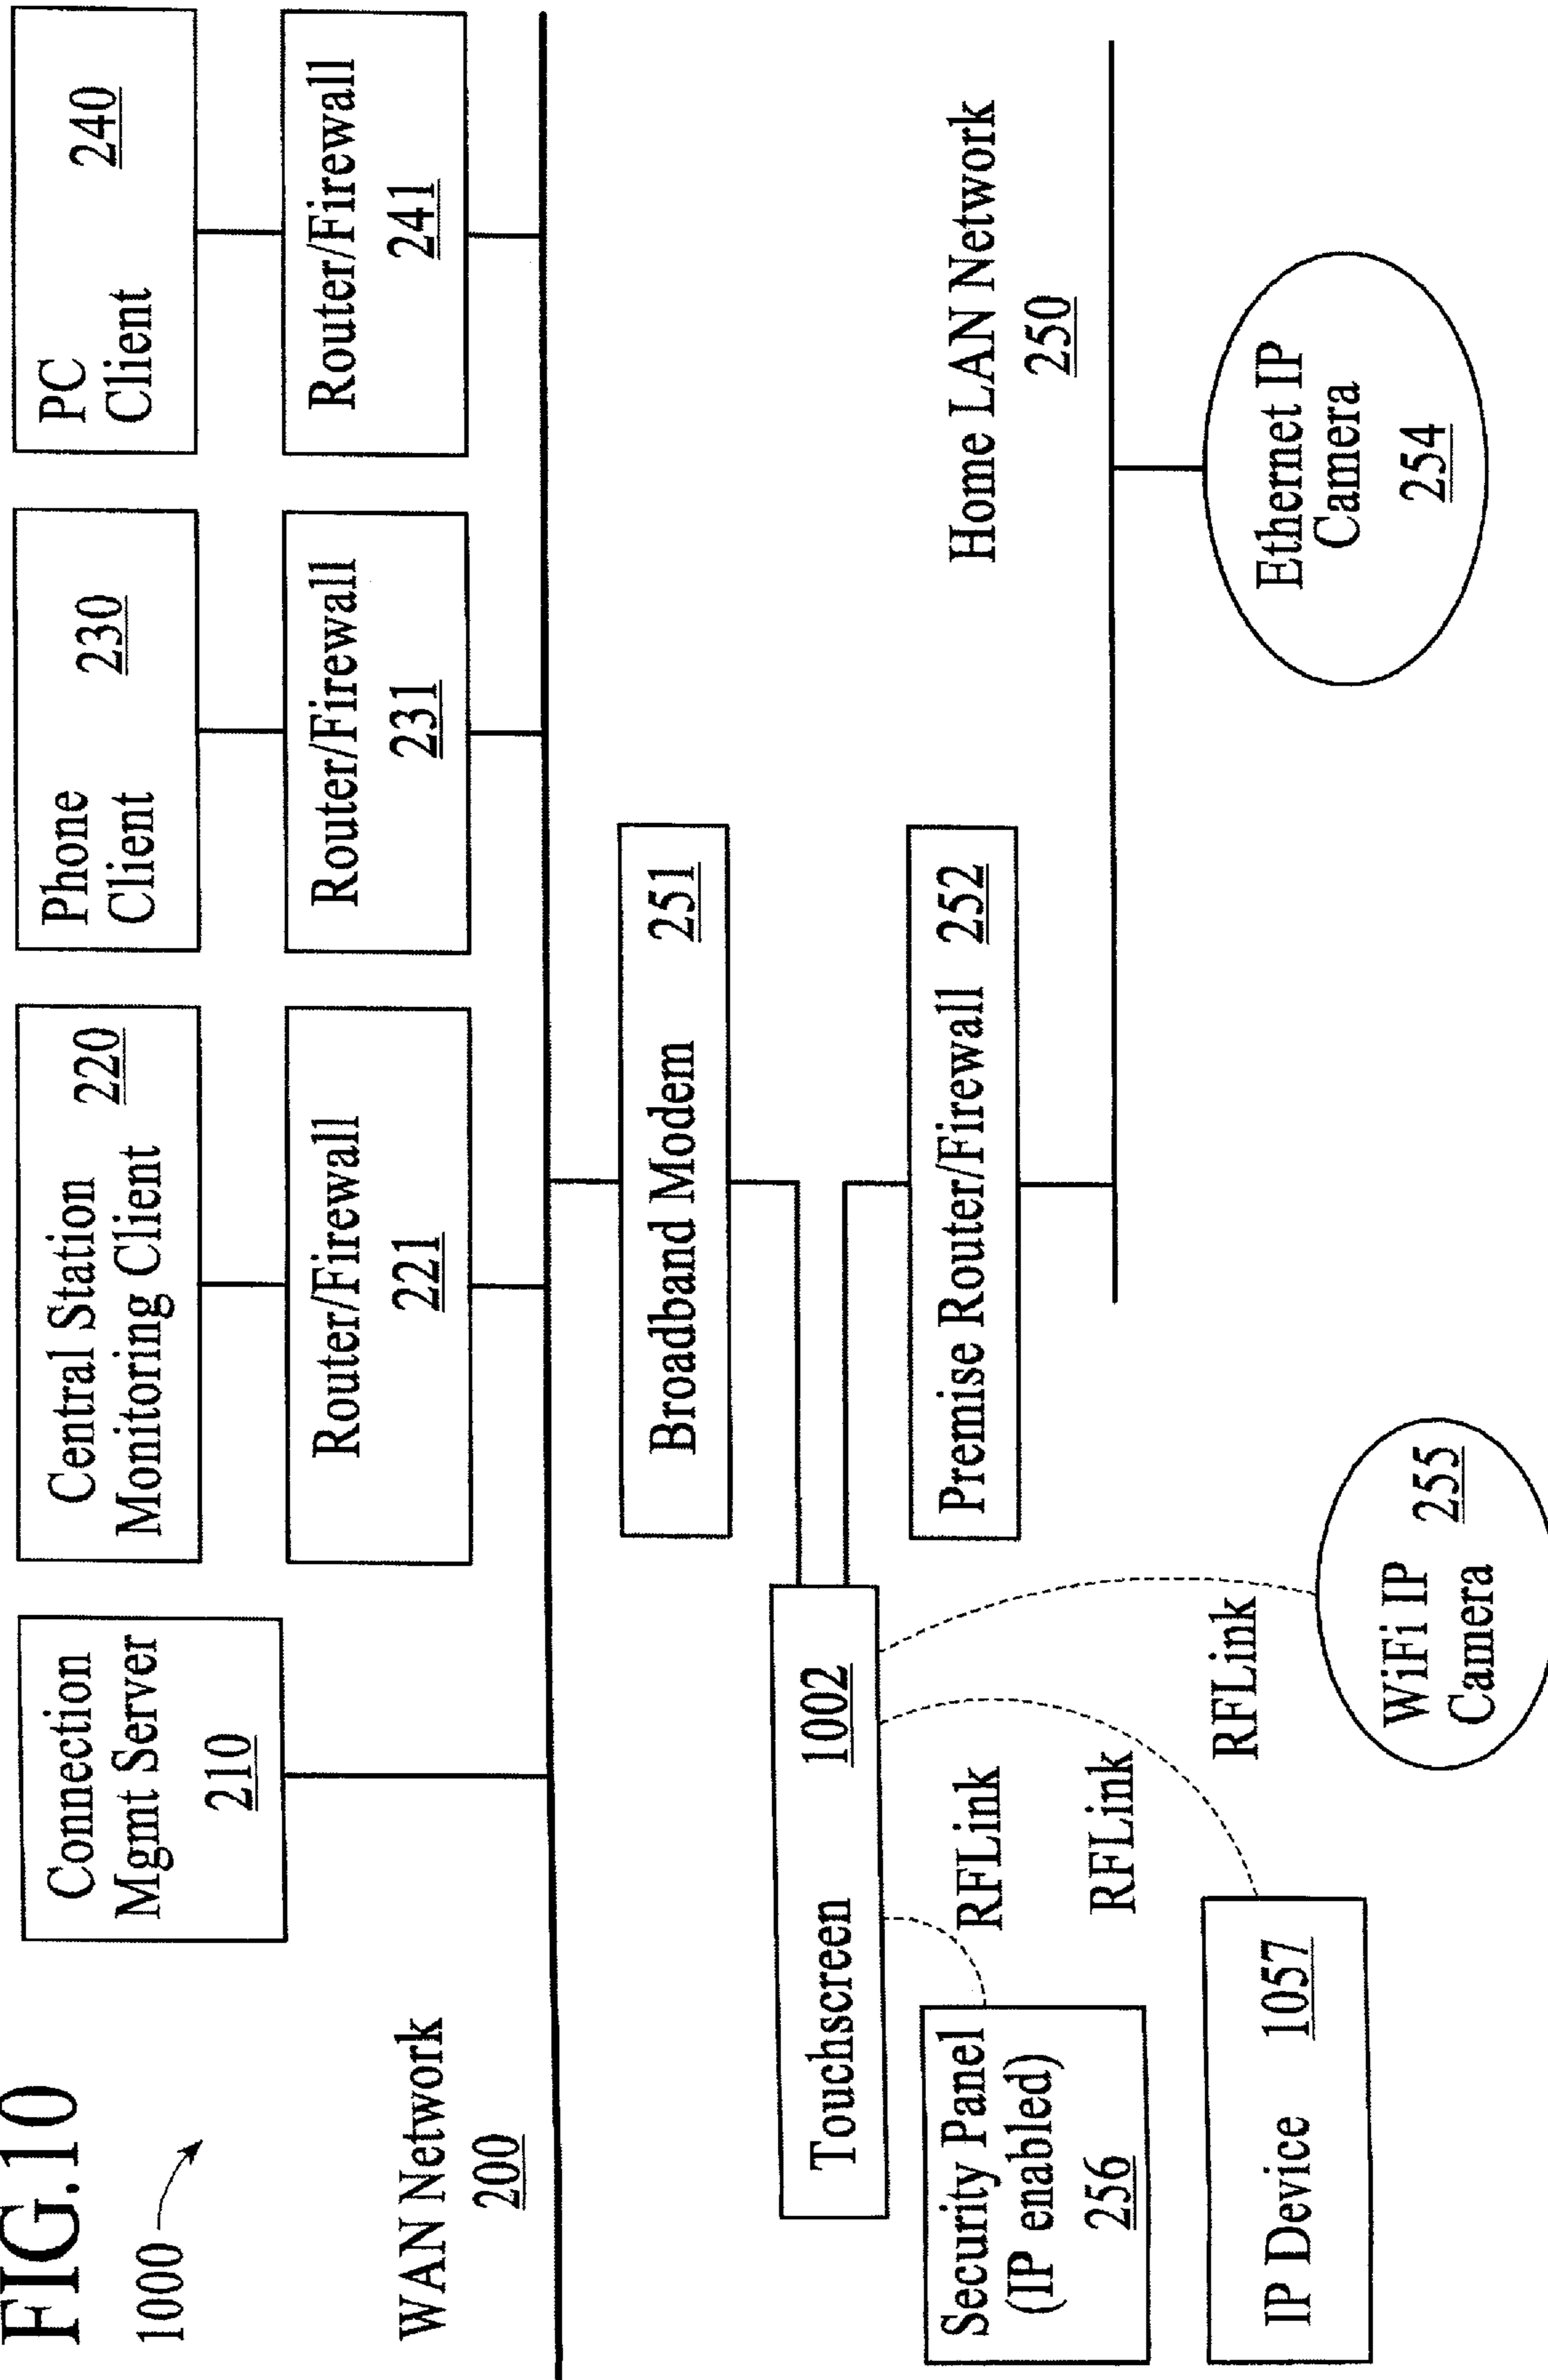 FIG.10
1000
WAN Network
200
Connection
Mgmt Server
210
Central Station
Monitoring Client
220
Router/Firewall
221
Phone
Client
230
Router/Firewall
231
PC
Client
240
Router/Firewall
241
Broadband Modem 251
Touchscreen 1002
Premise Router/Firewall 252
Home LAN Network
250
Security Panel
(IP enabled)
256
RFLink
RFLink
RFLink
IP Device 1057
WiFi IP
Camera
255
Ethernet IP
Camera
254